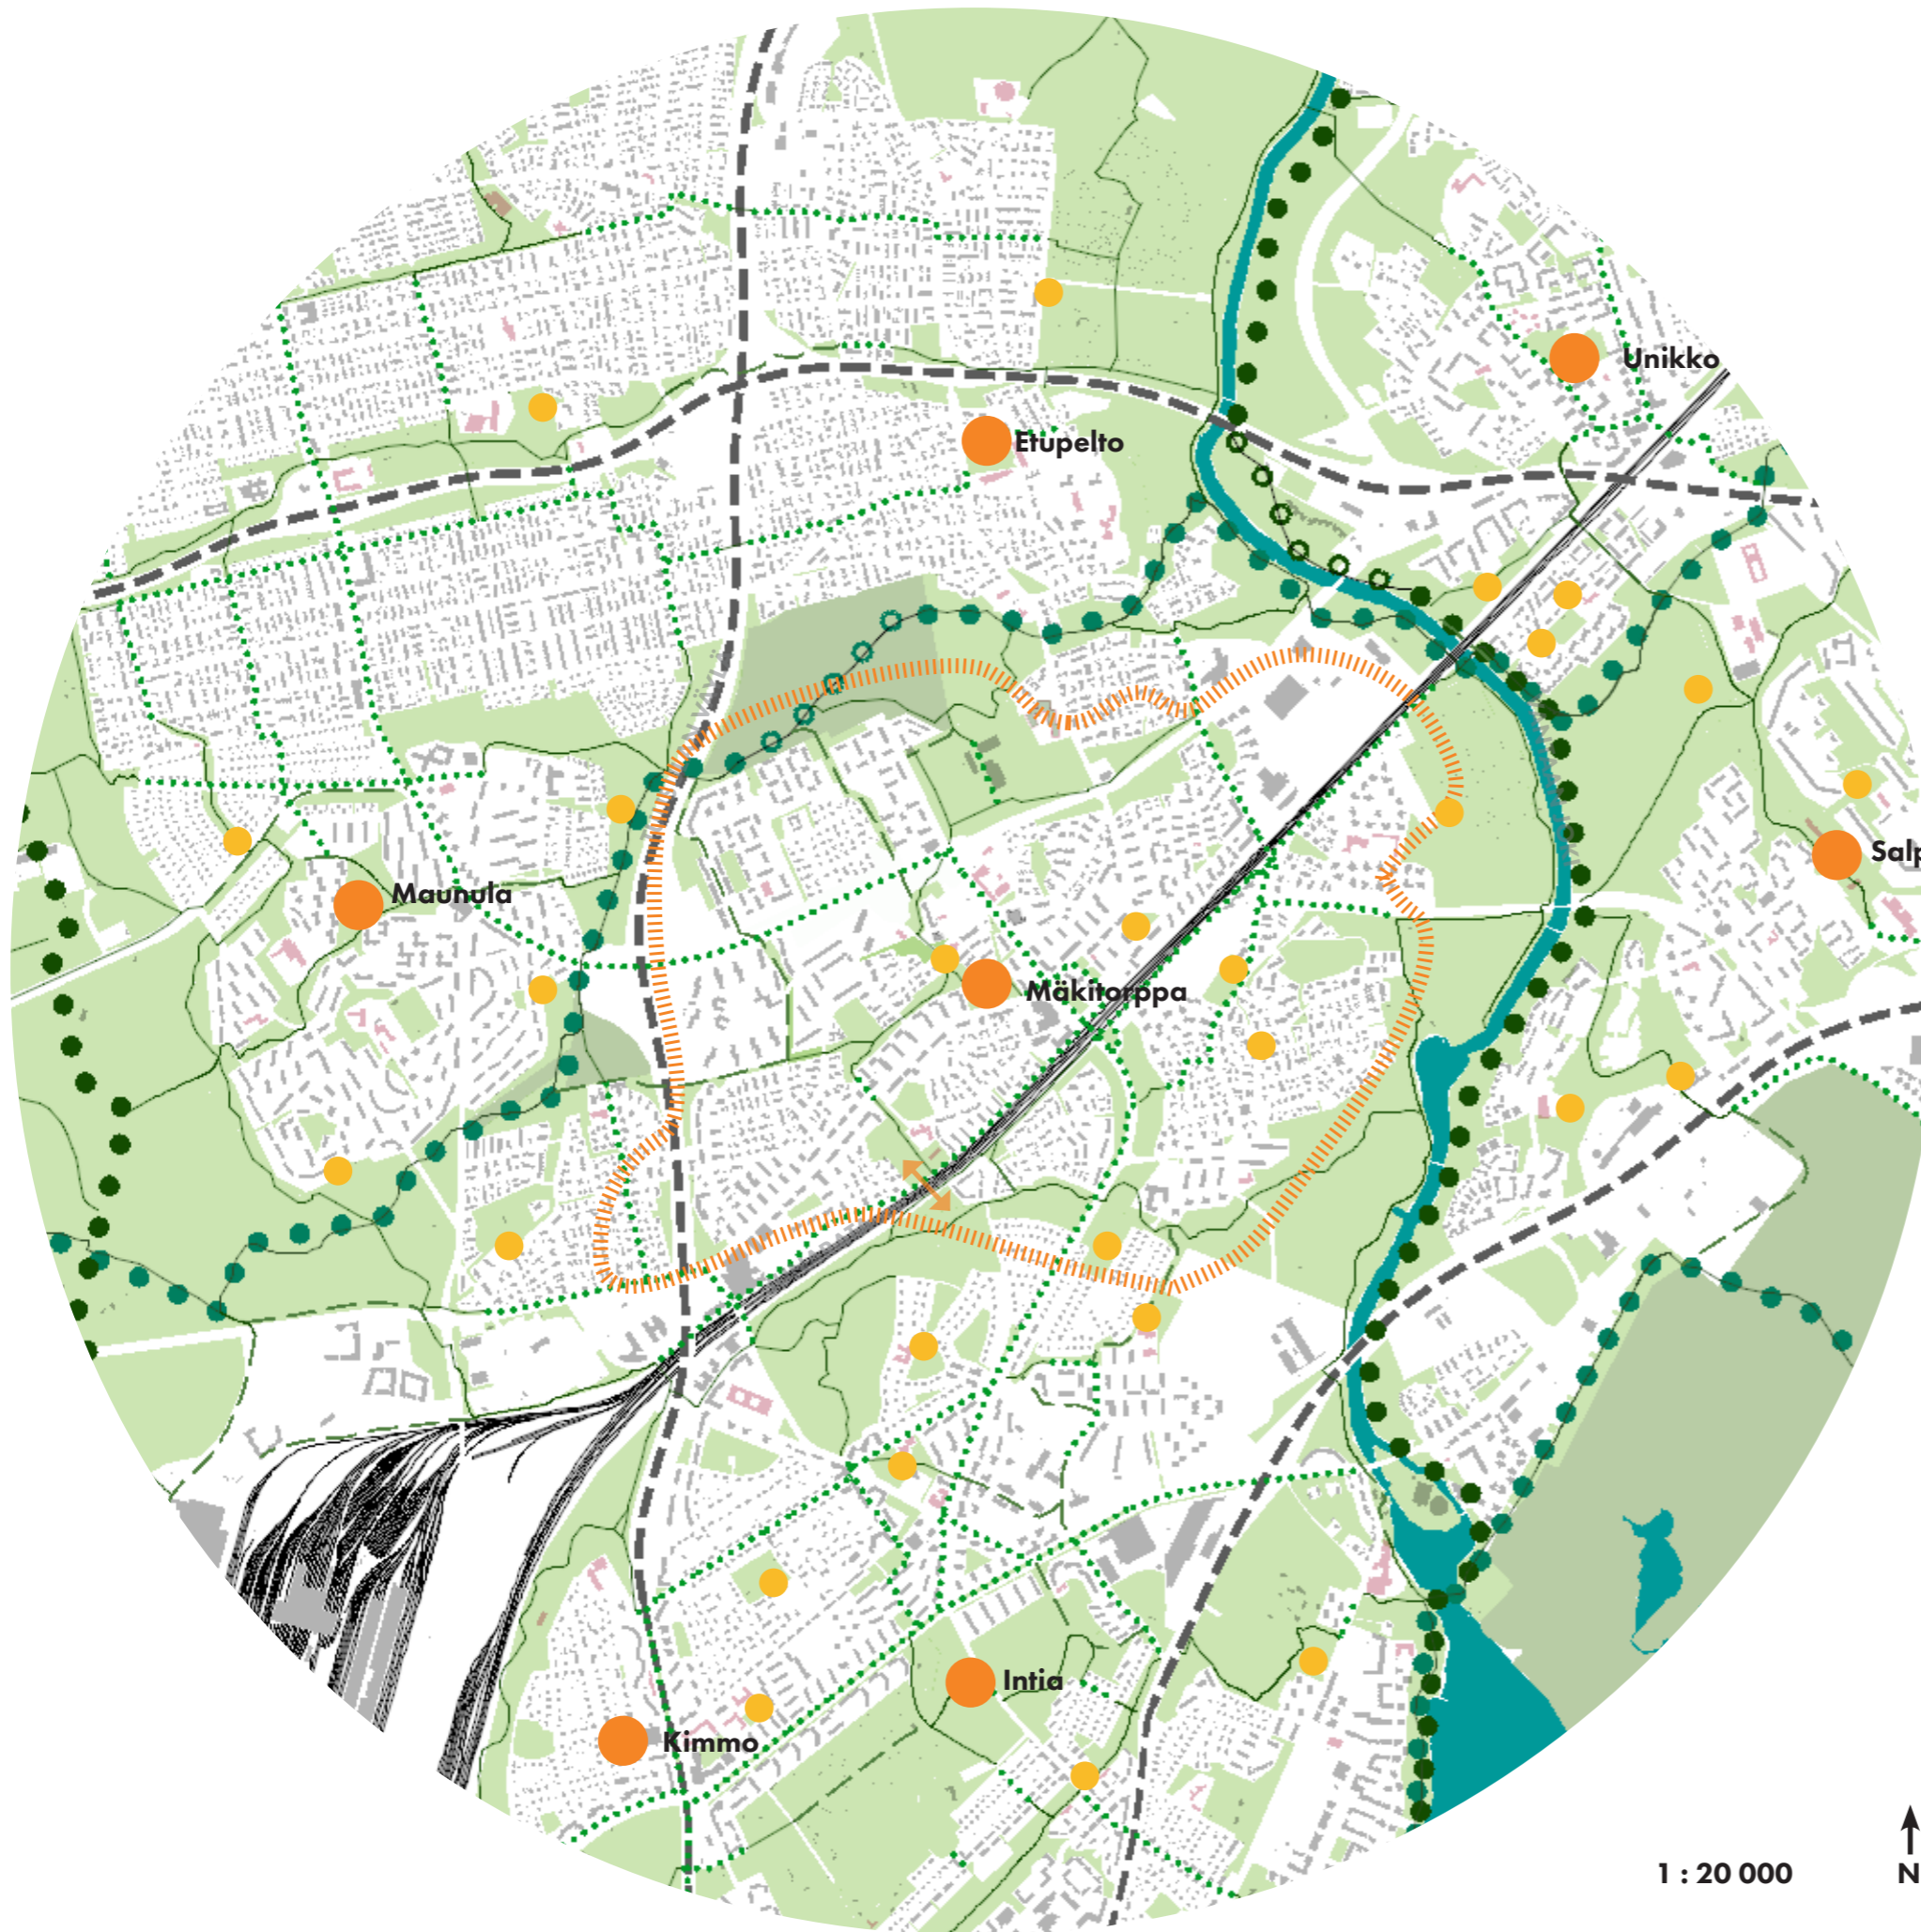 Unikko
Etupelto
Salp
Maunula
Mäkitorppa
Intia
Kimmo
1 : 20 000
N